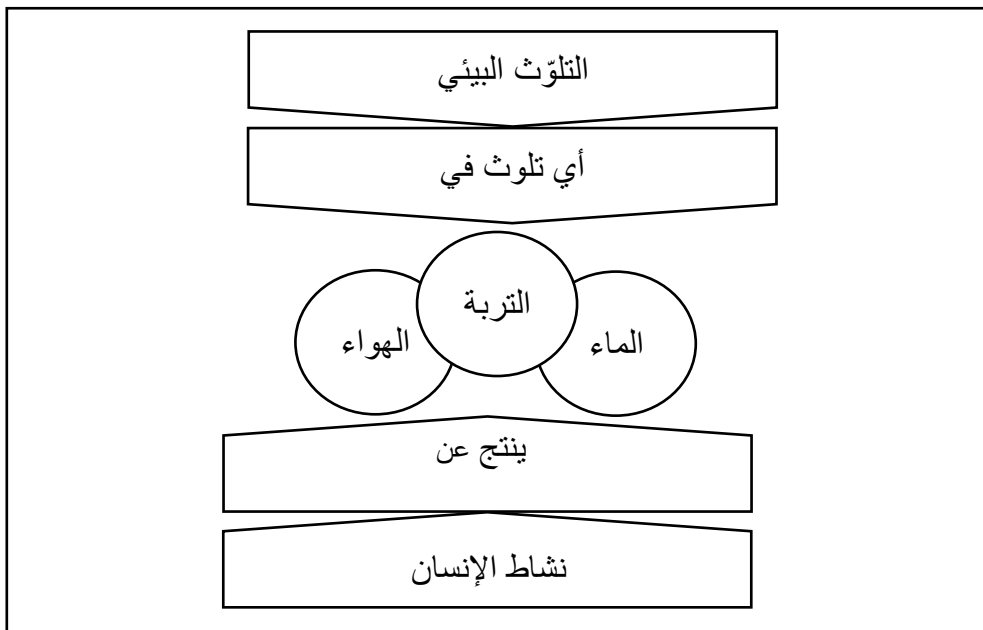 التلوّث البيئي
أي تلوث في
التربة
الماء
الهواء
ينتج عن
نشاط الإنسان